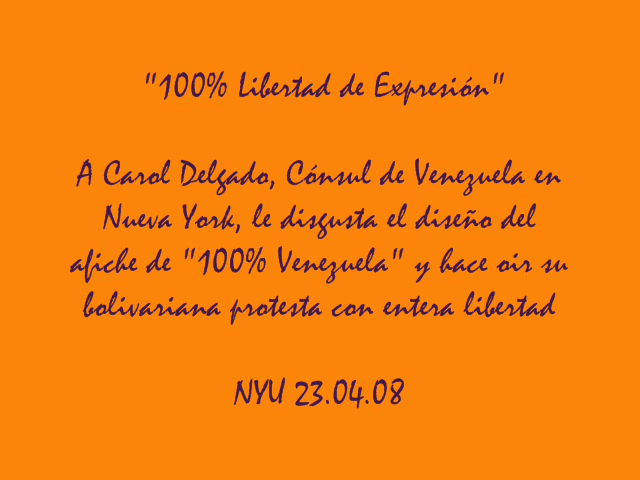 "100% Libertad de Expresión"
A Carol Delgado, Cónsul de Venezuela en
Nueva York, le disgusta el diseño del
afiche de "100% Venezuela" y hace oir su
bolivariana protesta con entera libertad
NYU 23.04.08